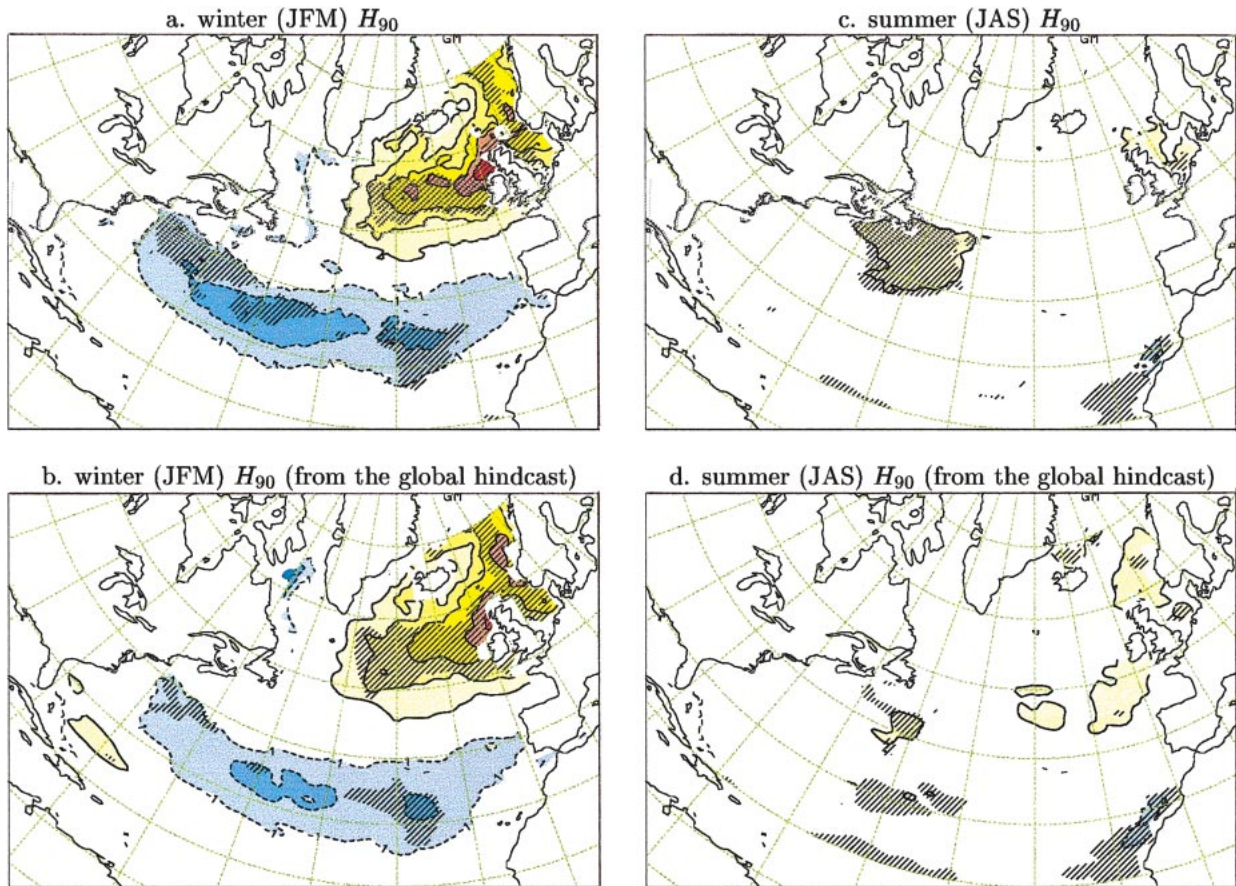 a. winter (JFM) H90
c. summer (JAS) H90
GM
GM
b. winter (JFM) H90 (from the global hindcast)
d. summer (JAS) H90 (from the global hindcast)
GM
GM